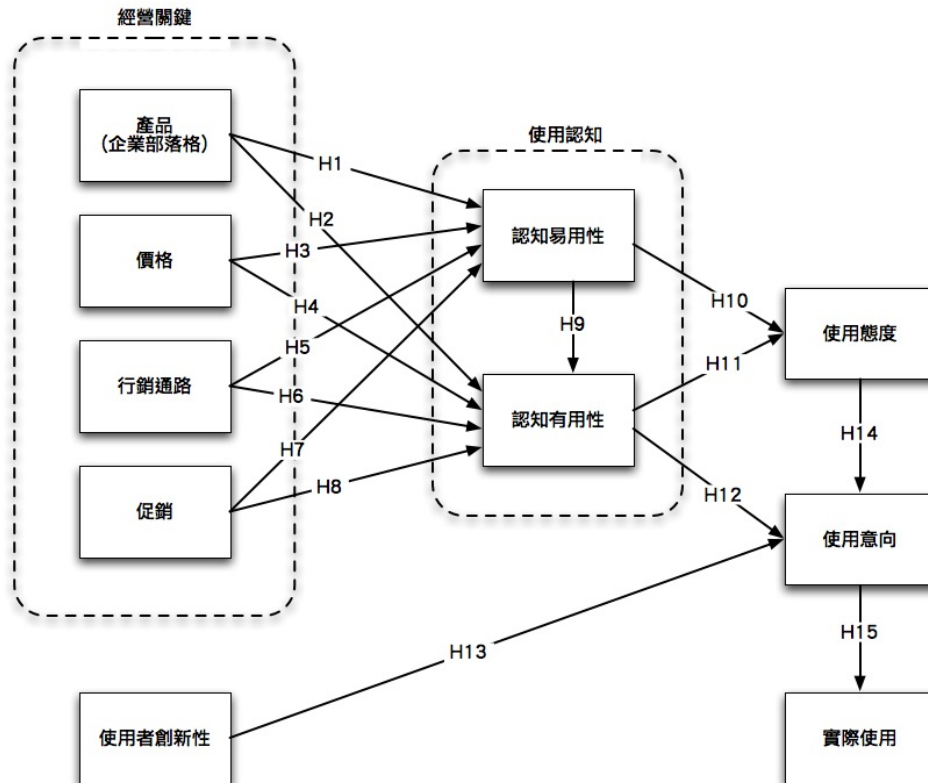 經營關鍵
產品
(企業部落格)
價格
行銷通路
促銷
使用者創新性
H1
H2
H3
H4
H5
H6
H7
H8
使用認知
認知易用性
H9
認知有用性
H10
H11
H12
H13
使用態度
H14
使用意向
H15
實際使用